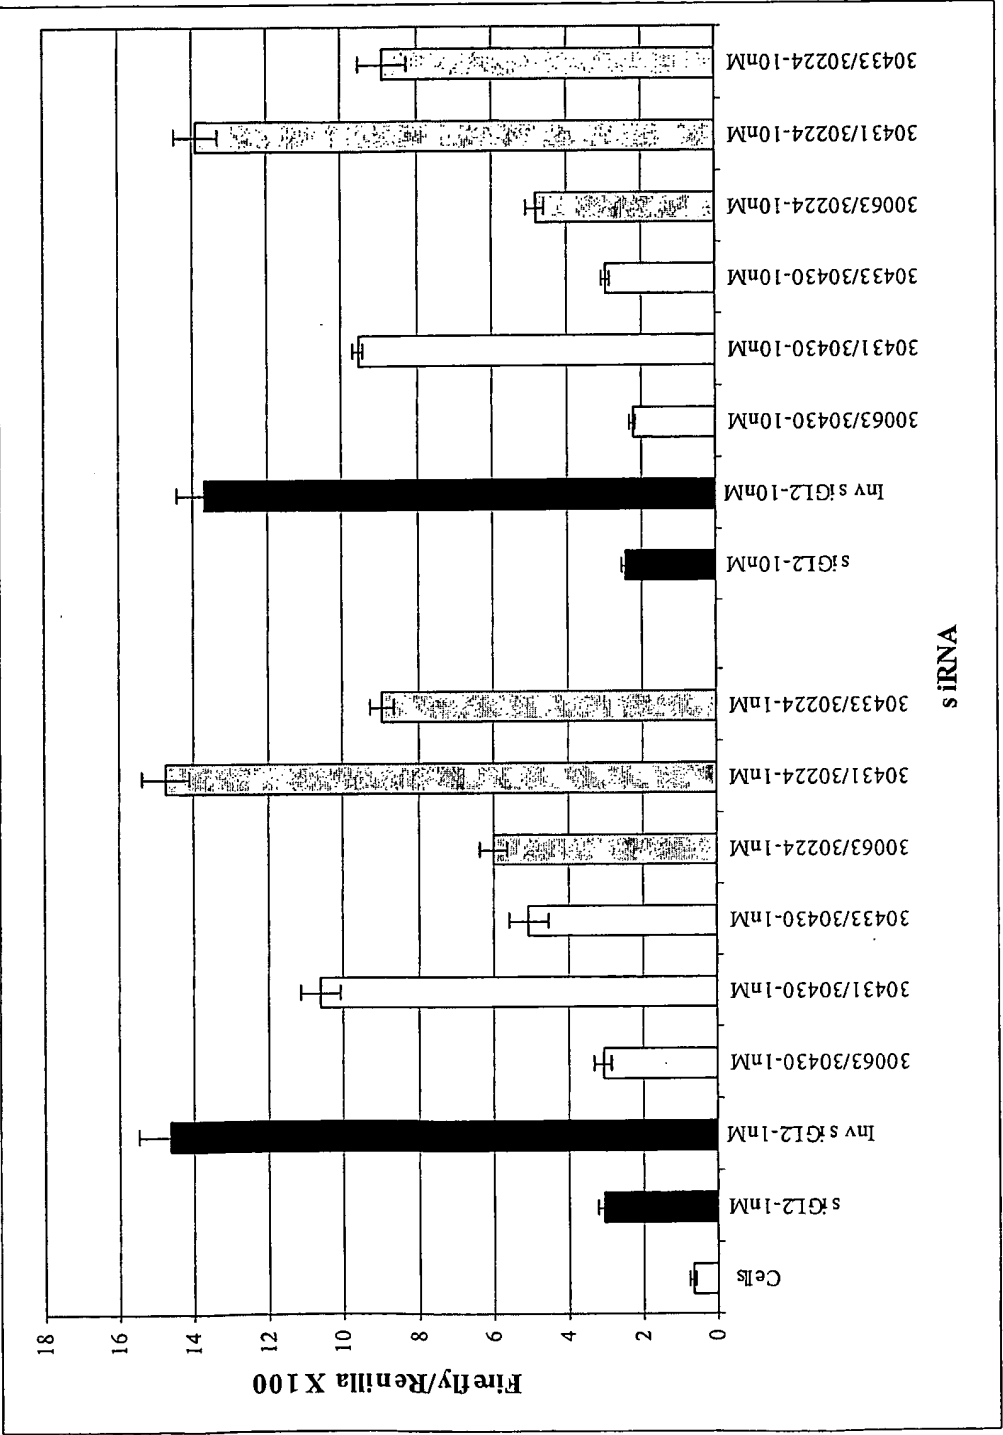 Firefly/Renilla X 100
18
16
14
12
10
8
6
4
2
0
Cells
siGL2-1nM
Inv siGL2-1nM
30063/30430-1nM
30431/30430-1nM
30433/30430-1nM
30063/30224-1nM
30431/30224-1nM
30433/30224-1nM
siGL2-10nM
Inv siGL2-10nM
30063/30430-10nM
30431/30430-10nM
30433/30430-10nM
30063/30224-10nM
30431/30224-10nM
30433/30224-10nM
siRNA